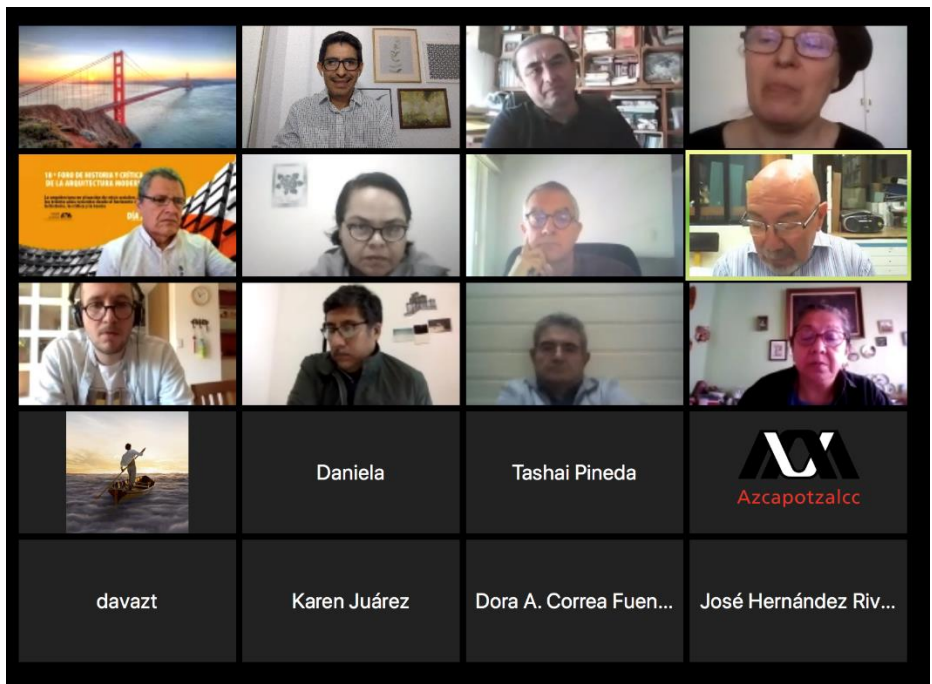 18º FORO DE HISTORIA Y CRÍTICA
DE LA ARQUITECTURA MODERNA
DÍA
Daniela
Tashai Pineda
Azcapotzalcc
davazt
Karen Juárez
Dora A. Correa Fuen...
José Hernández Riv...